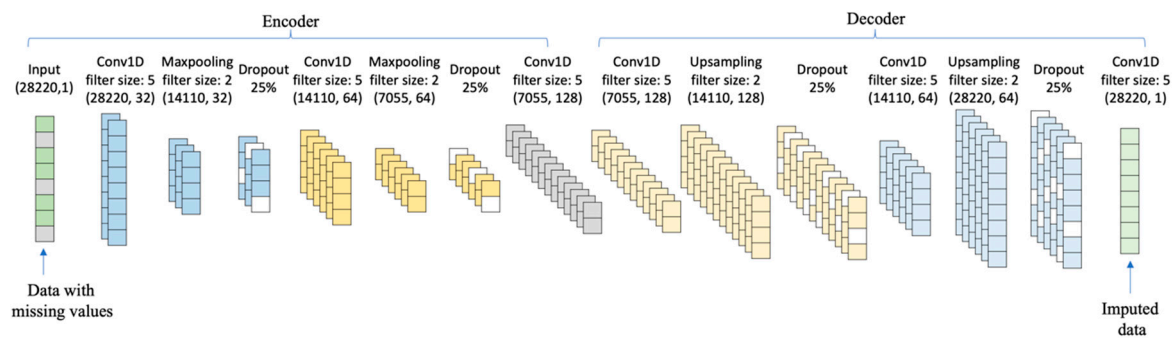 Encoder
Decoder
Input
(28220,1)
Conv1D
filter size: 5
(28220, 32)
Maxpooling
filter size: 2
(14110, 32)
Dropout
25%
Conv1D
filter size: 5
(14110, 64)
Maxpooling
filter size: 2
(7055, 64)
Dropout
25%
Conv1D
filter size: 5
(7055, 128)
Conv1D
filter size: 5
(7055, 128)
Upsampling
filter size: 2
(14110, 128)
Dropout
25%
Conv1D
filter size: 5
(14110, 64)
Upsampling
filter size: 2
(28220, 64)
Dropout
25%
Conv1D
filter size: 5
(28220, 1)
Data with
missing values
Imputed
data